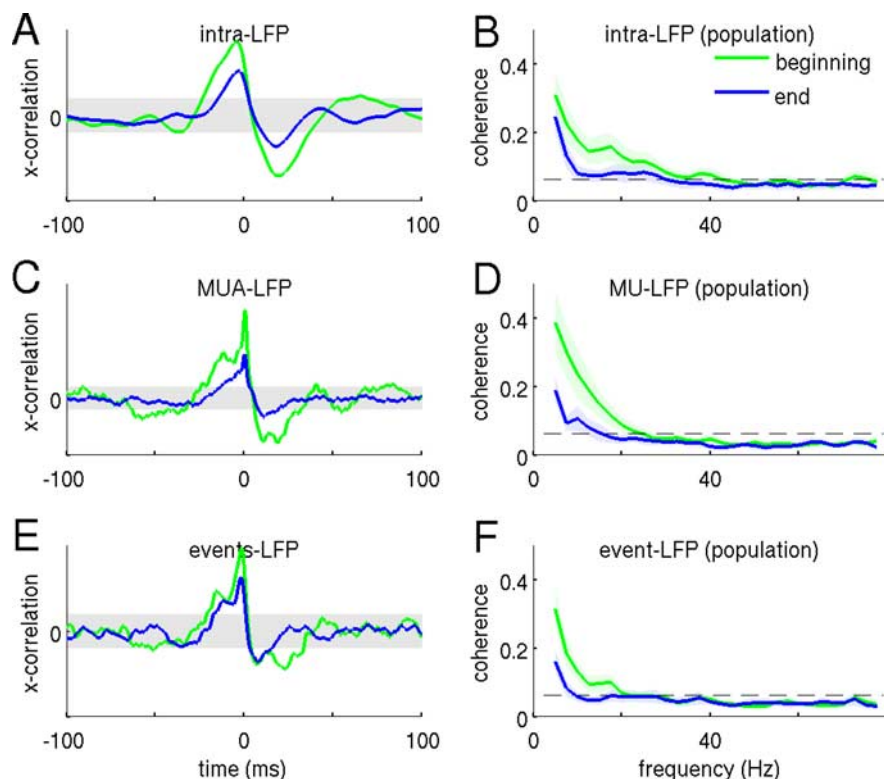 A
intra-LFP
x-correlation
0
-100
0
100
B
intra-LFP (population)
beginning
end
coherence
0.4
0.2
0
0
40
C
MUA-LFP
x-correlation
0
-100
0
100
D
MU-LFP (population)
coherence
0.4
0.2
0
0
40
E
events-LFP
x-correlation
0
-100
0
100
time (ms)
F
event-LFP (population)
coherence
0.4
0.2
0
0
40
frequency (Hz)